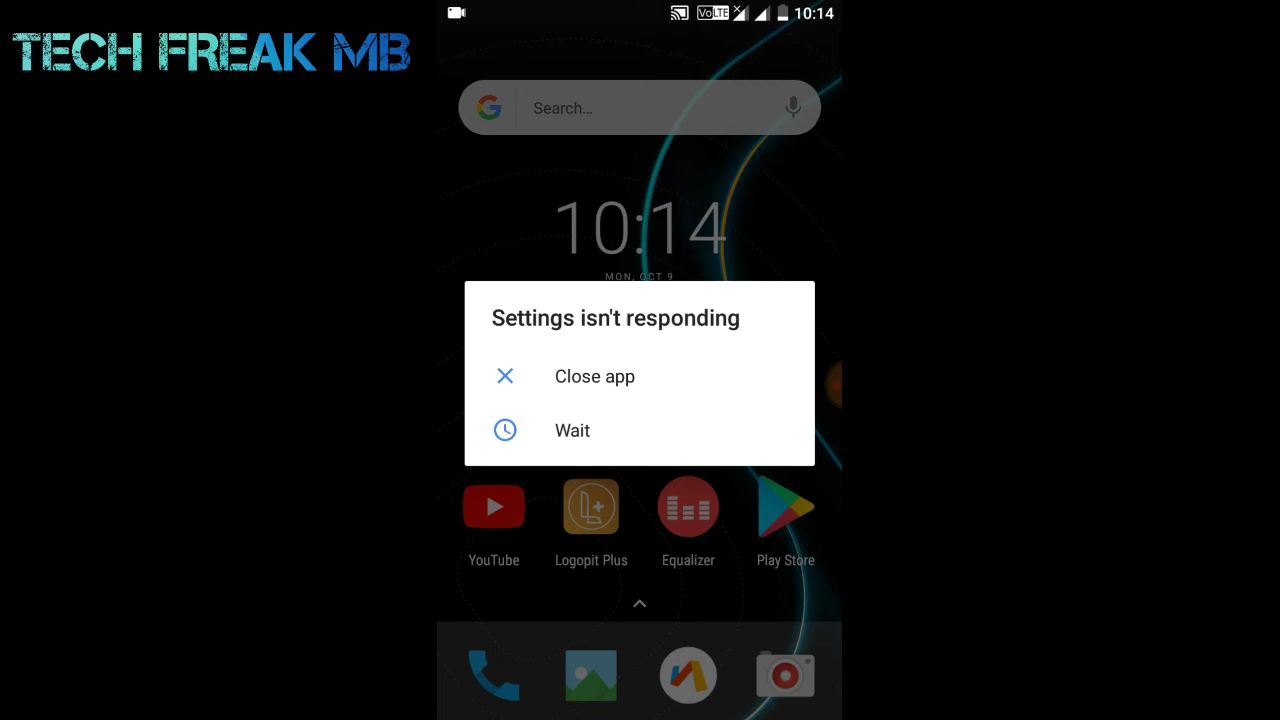 TECH FREAK MB
VoLTE 10:14
Search...
10:14
MON, OCT 9
Settings isn't responding
Close app
Wait
YouTube Logopit Plus Equalizer Play Store